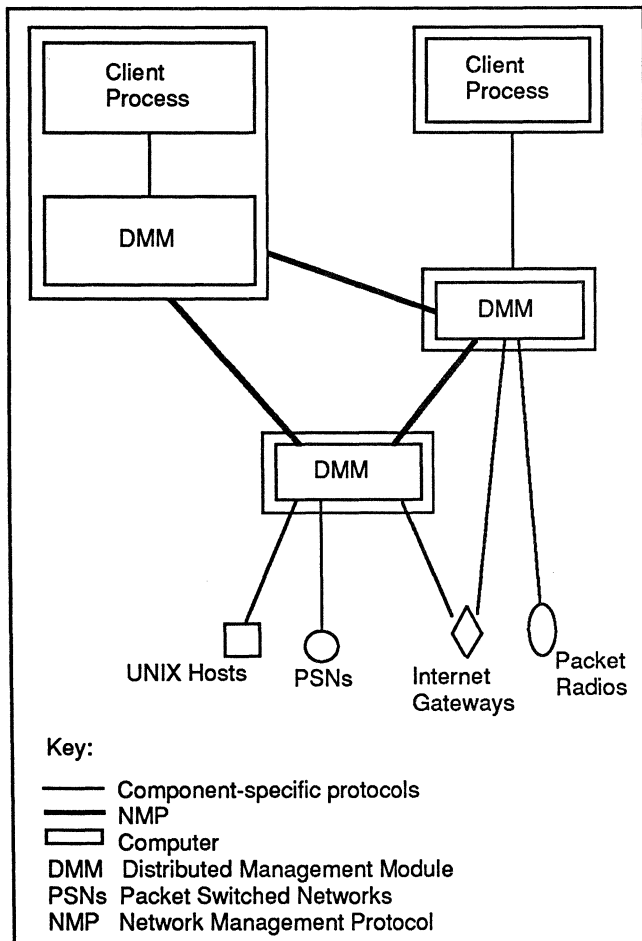 Client
Process
Client
Process
DMM
DMM
DMM
UNIX Hosts
PSNs
Internet
Gateways
Packet
Radios
Key:
Component-specific protocols
NMP
Computer
DMM Distributed Management Module
PSNs Packet Switched Networks
NMP Network Management Protocol